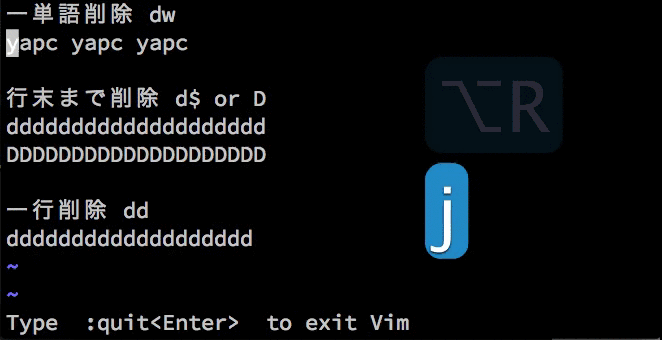 一単語削除 dw
yapc yapc yapc
行末まで削除 d$ or D
dddddddddddddddddddd
DDDDDDDDDDDDDDDDDDDD
一行削除 dd
ddddddddddddddddddd
~
~
Type  :quit<Enter>  to exit Vim
⌥R
j